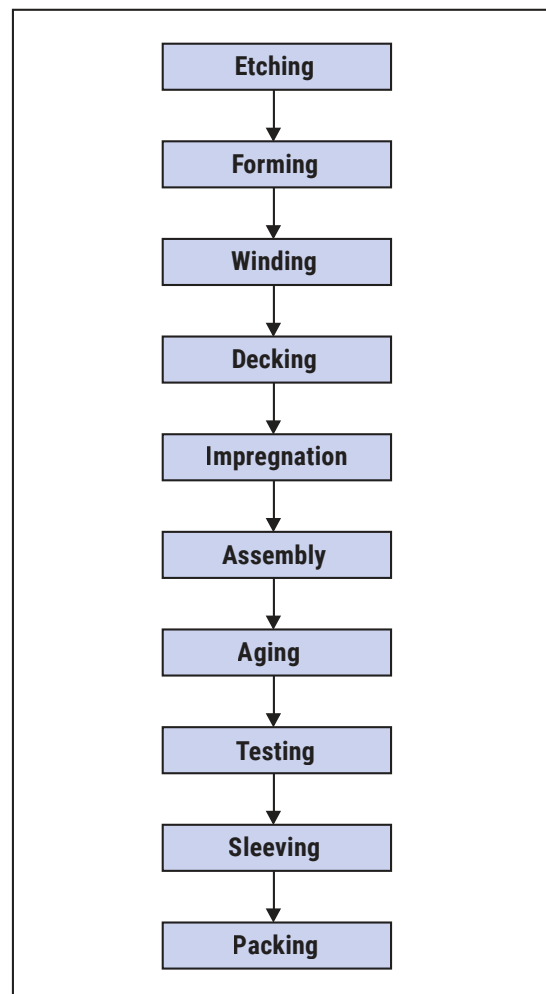 Etching
Forming
Winding
Decking
Impregnation
Assembly
Aging
Testing
Sleeving
Packing